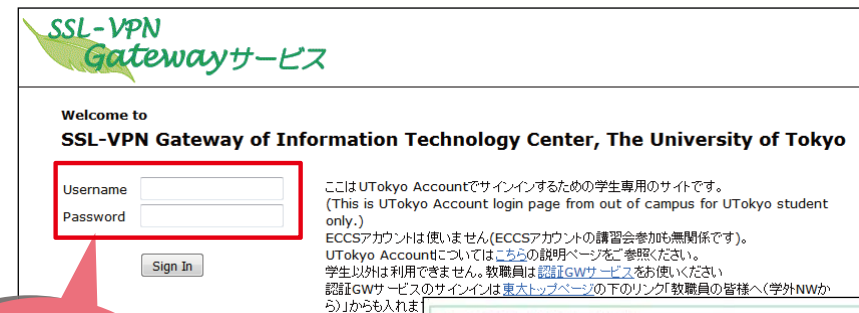 SSL-VPN
Gatewayサービス
Welcome to
SSL-VPN Gateway of Information Technology Center, The University of Tokyo
Username
Password
Sign In
ここはUTokyo Accountでサインインするための学生専用のサイトです。
(This is UTokyo Account login page from out of campus for UTokyo student
only.)
ECCSアカウントは使いません(ECCSアカウントの講習会参加も無関係です)。
UTokyo Accountについてはこちらの説明ページをご参照ください。
学生以外は利用できません。教職員は認証GWサービスをお使いください
認証GWサービスのサインインは東大トップページの下のリンク「教職員の皆様へ(学外NWか
ら)」からも入れま